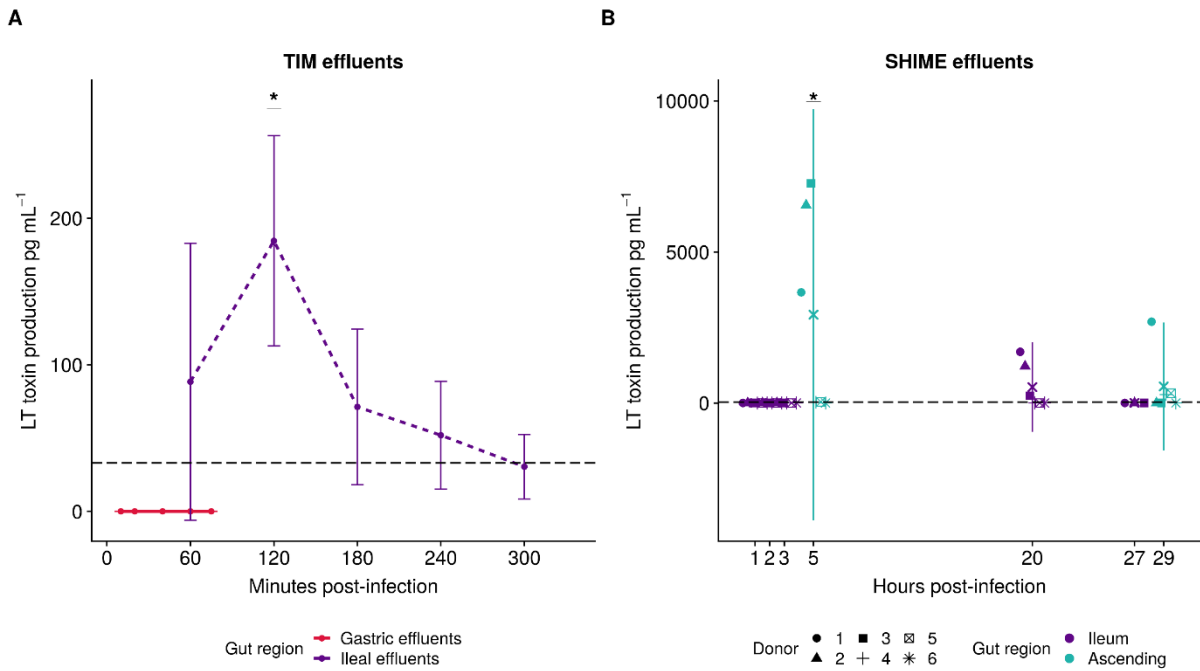 A
B
TIM effluents
SHIME effluents
*
*
LT toxin production pg mL⁻¹
200
100
0
0
60
120
180
240
300
Minutes post-infection
Gut region
Gastric effluents
Ileal effluents
LT toxin production pg mL⁻¹
10000
5000
0
1 2 3 5 20 27 29
Hours post-infection
Donor
1 3 5
2 4 6
Gut region
Ileum
Ascending